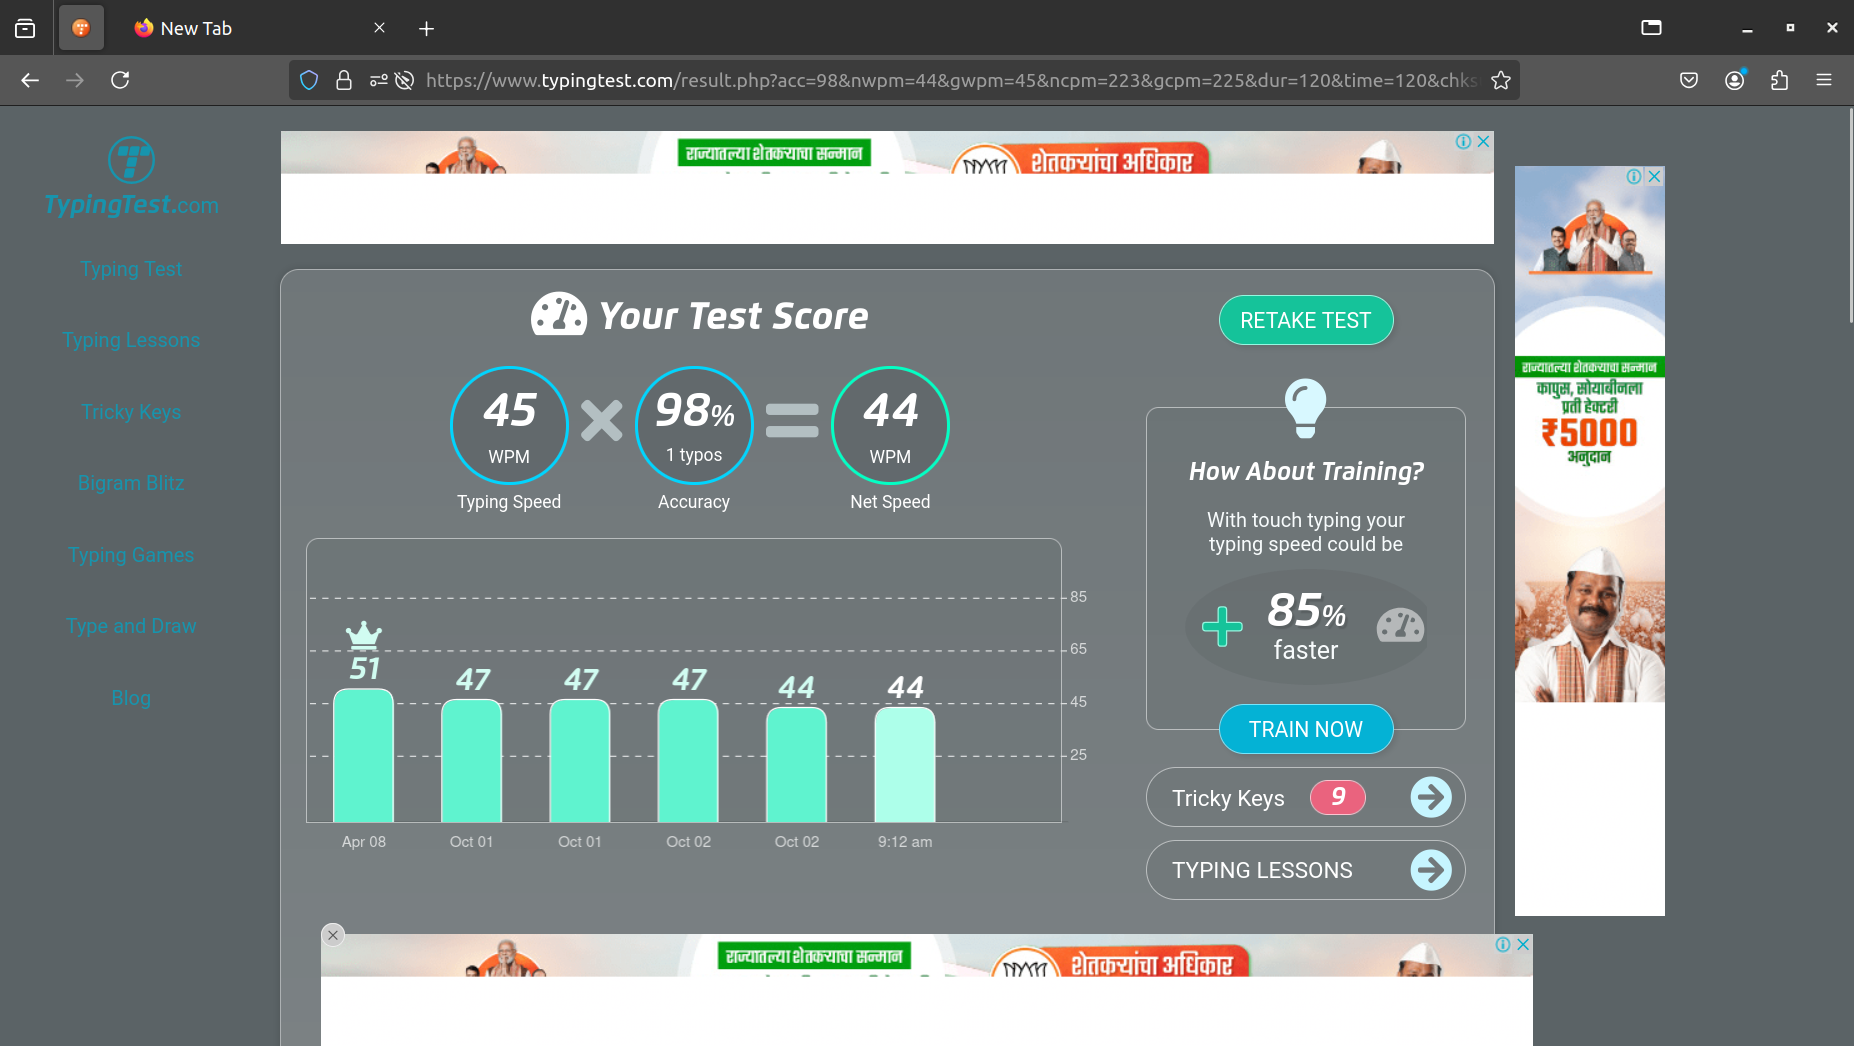 New Tab
https://www.typingtest.com/result.php?acc=98&nwpm=44&gwpm=45&ncpm=223&gcpm=225&dur=120&time=120&chks
TypingTest.com
Typing Test
Typing Lessons
Tricky Keys
Bigram Blitz
Typing Games
Type and Draw
Blog
राज्यातल्या शेतकऱ्याचा सन्मान
शेतकऱ्यांचा अधिकार
Your Test Score
45
WPM
Typing Speed
98%
1 typos
Accuracy
44
WPM
Net Speed
85
65
45
25
51
47
47
47
44
44
Apr 08
Oct 01
Oct 01
Oct 02
Oct 02
9:12 am
RETAKE TEST
How About Training?
With touch typing your
typing speed could be
85%
faster
TRAIN NOW
Tricky Keys 9
TYPING LESSONS
राज्यातल्या शेतकऱ्याचा सन्मान
कापुस, सोयाबीनला
प्रती हेक्टरी
₹5000
अनुदान
राज्यातल्या शेतकऱ्याचा सन्मान
शेतकऱ्यांचा अधिकार